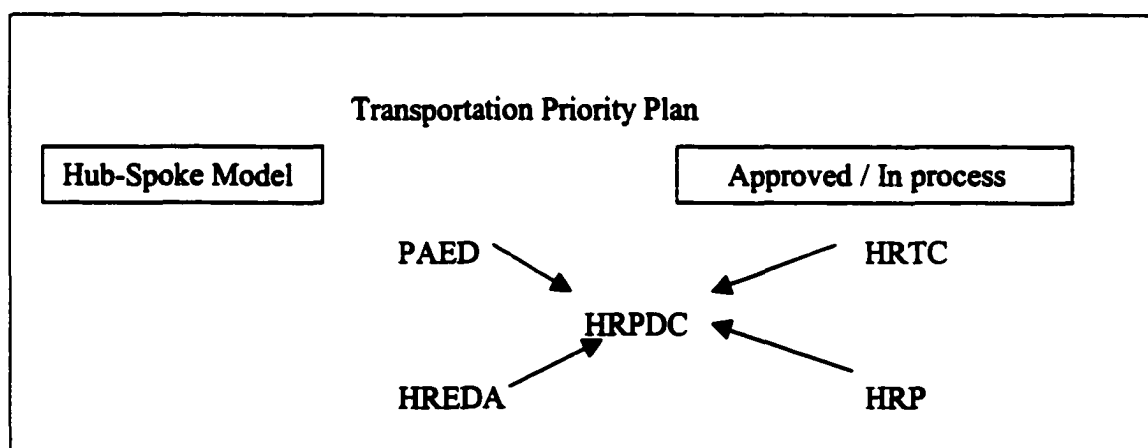 Transportation Priority Plan
Hub-Spoke Model
Approved / In process
PAED
HRTC
HRPDC
HREDA
HRP